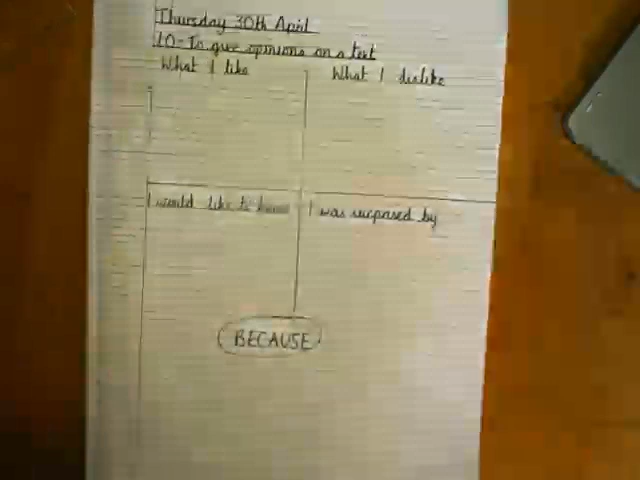 Thursday 30th April
LO - To give opinions on a text
What I like
What I dislike
I would like to know
I was surprised by
BECAUSE